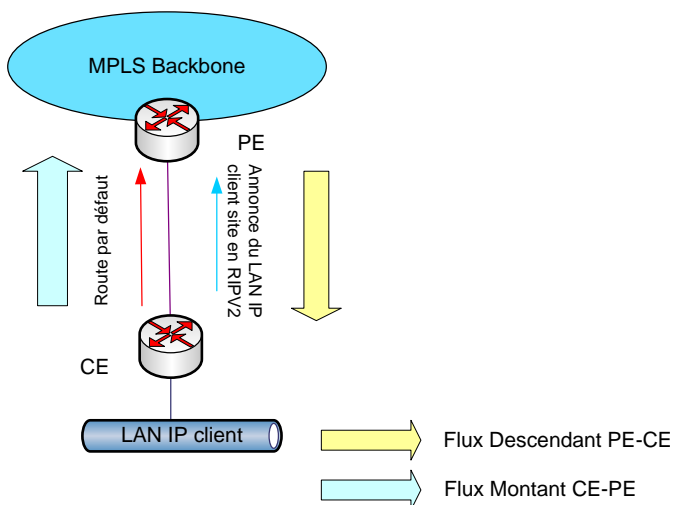 MPLS Backbone
PE
Route par défaut
Annonce du LAN IP
client site en RIPV2
CE
LAN IP client
Flux Descendant PE-CE
Flux Montant CE-PE